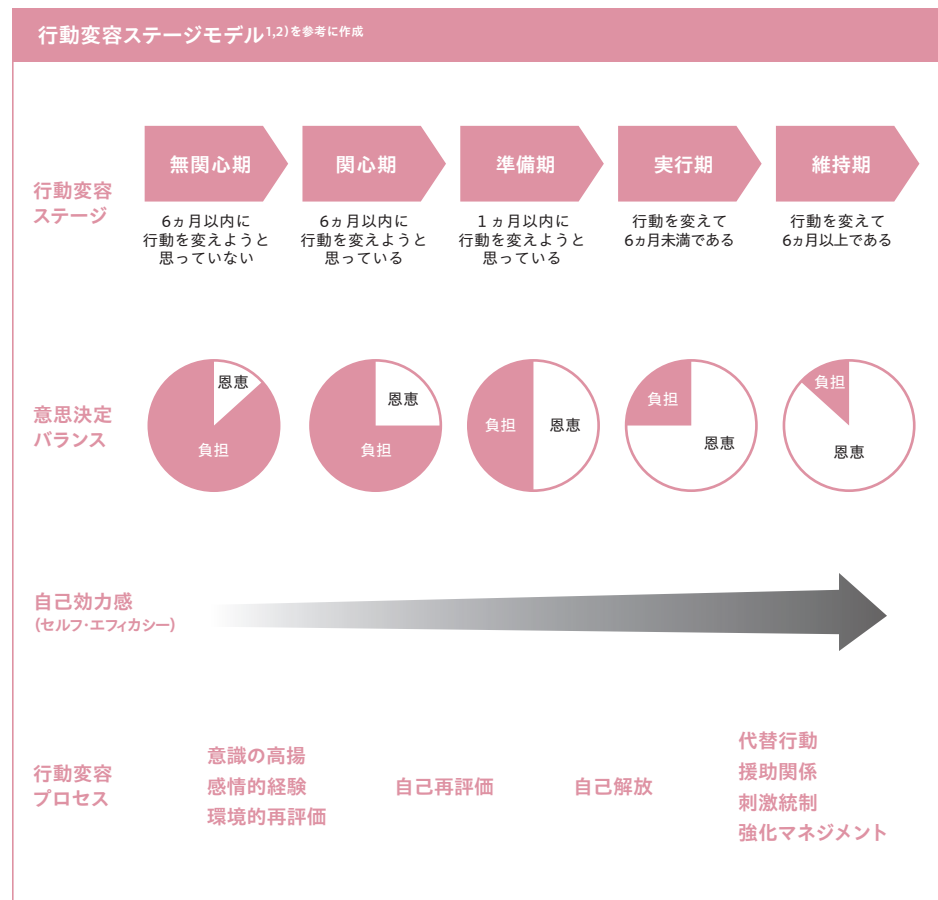 行動変容ステージモデル1,2)を参考に作成
行動変容
ステージ
無関心期
6ヵ月以内に
行動を変えようと
思っていない
関心期
6ヵ月以内に
行動を変えようと
思っている
準備期
1ヵ月以内に
行動を変えようと
思っている
実行期
行動を変えて
6ヵ月未満である
維持期
行動を変えて
6ヵ月以上である
意思決定
バランス
恩恵
負担
恩恵
負担
負担
恩恵
負担
恩恵
負担
恩恵
自己効力感
(セルフ・エフィカシー)
行動変容
プロセス
意識の高揚
感情的経験
環境的再評価
自己再評価
自己解放
代替行動
援助関係
刺激統制
強化マネジメント